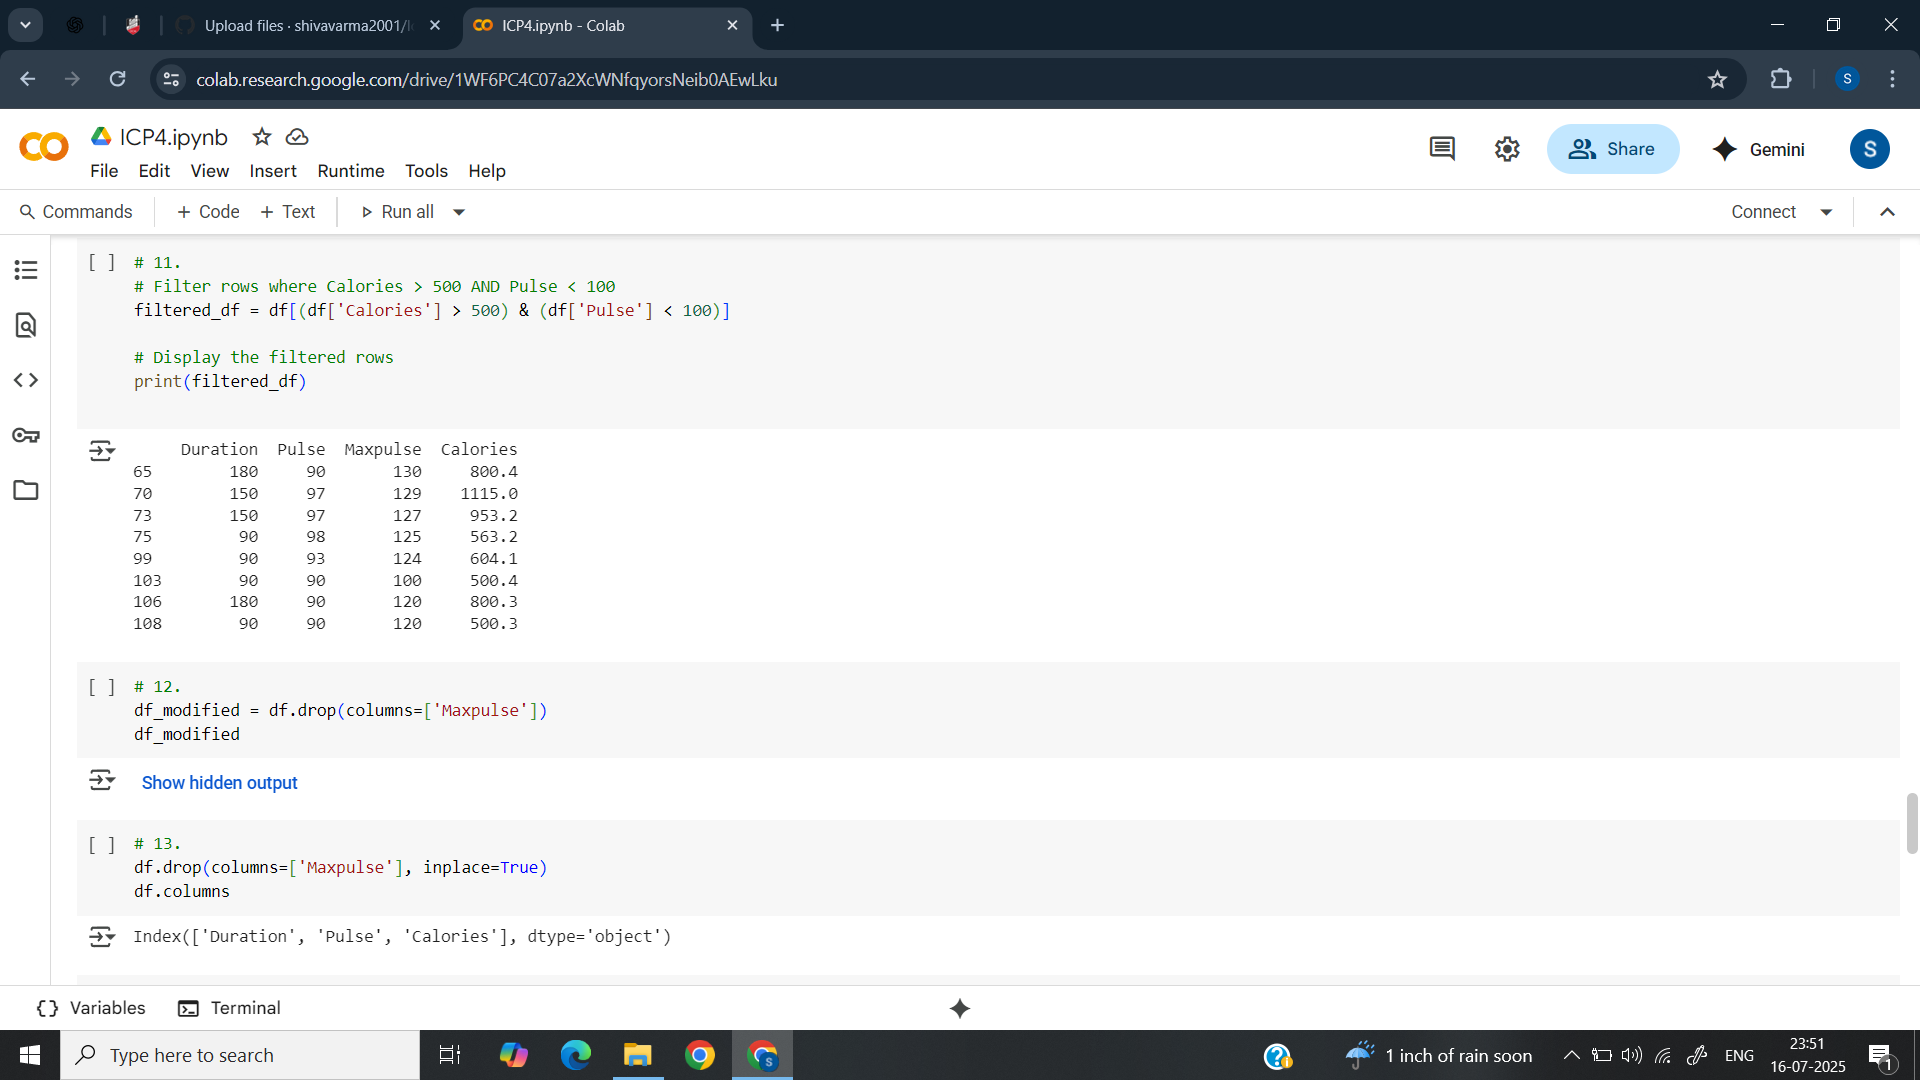 Upload files · shivavarma2001/I
ICP4.ipynb - Colab
colab.research.google.com/drive/1WF6PC4C07a2XcWNfqyorsNeib0AEwLku
S
ICP4.ipynb
File Edit View Insert Runtime Tools Help
Share
Gemini
S
Commands + Code + Text Run all
Connect
[ ] # 11.
# Filter rows where Calories > 500 AND Pulse < 100
filtered_df = df[(df['Calories'] > 500) & (df['Pulse'] < 100)]
# Display the filtered rows
print(filtered_df)
Duration Pulse Maxpulse Calories
65 180 90 130 800.4
70 150 97 129 1115.0
73 150 97 127 953.2
75 90 98 125 563.2
99 90 93 124 604.1
103 90 90 100 500.4
106 180 90 120 800.3
108 90 90 120 500.3
[ ] # 12.
df_modified = df.drop(columns=['Maxpulse'])
df_modified
Show hidden output
[ ] # 13.
df.drop(columns=['Maxpulse'], inplace=True)
df.columns
Index(['Duration', 'Pulse', 'Calories'], dtype='object')
Variables Terminal
Type here to search
S
1 inch of rain soon
ENG
23:51
16-07-2025
1